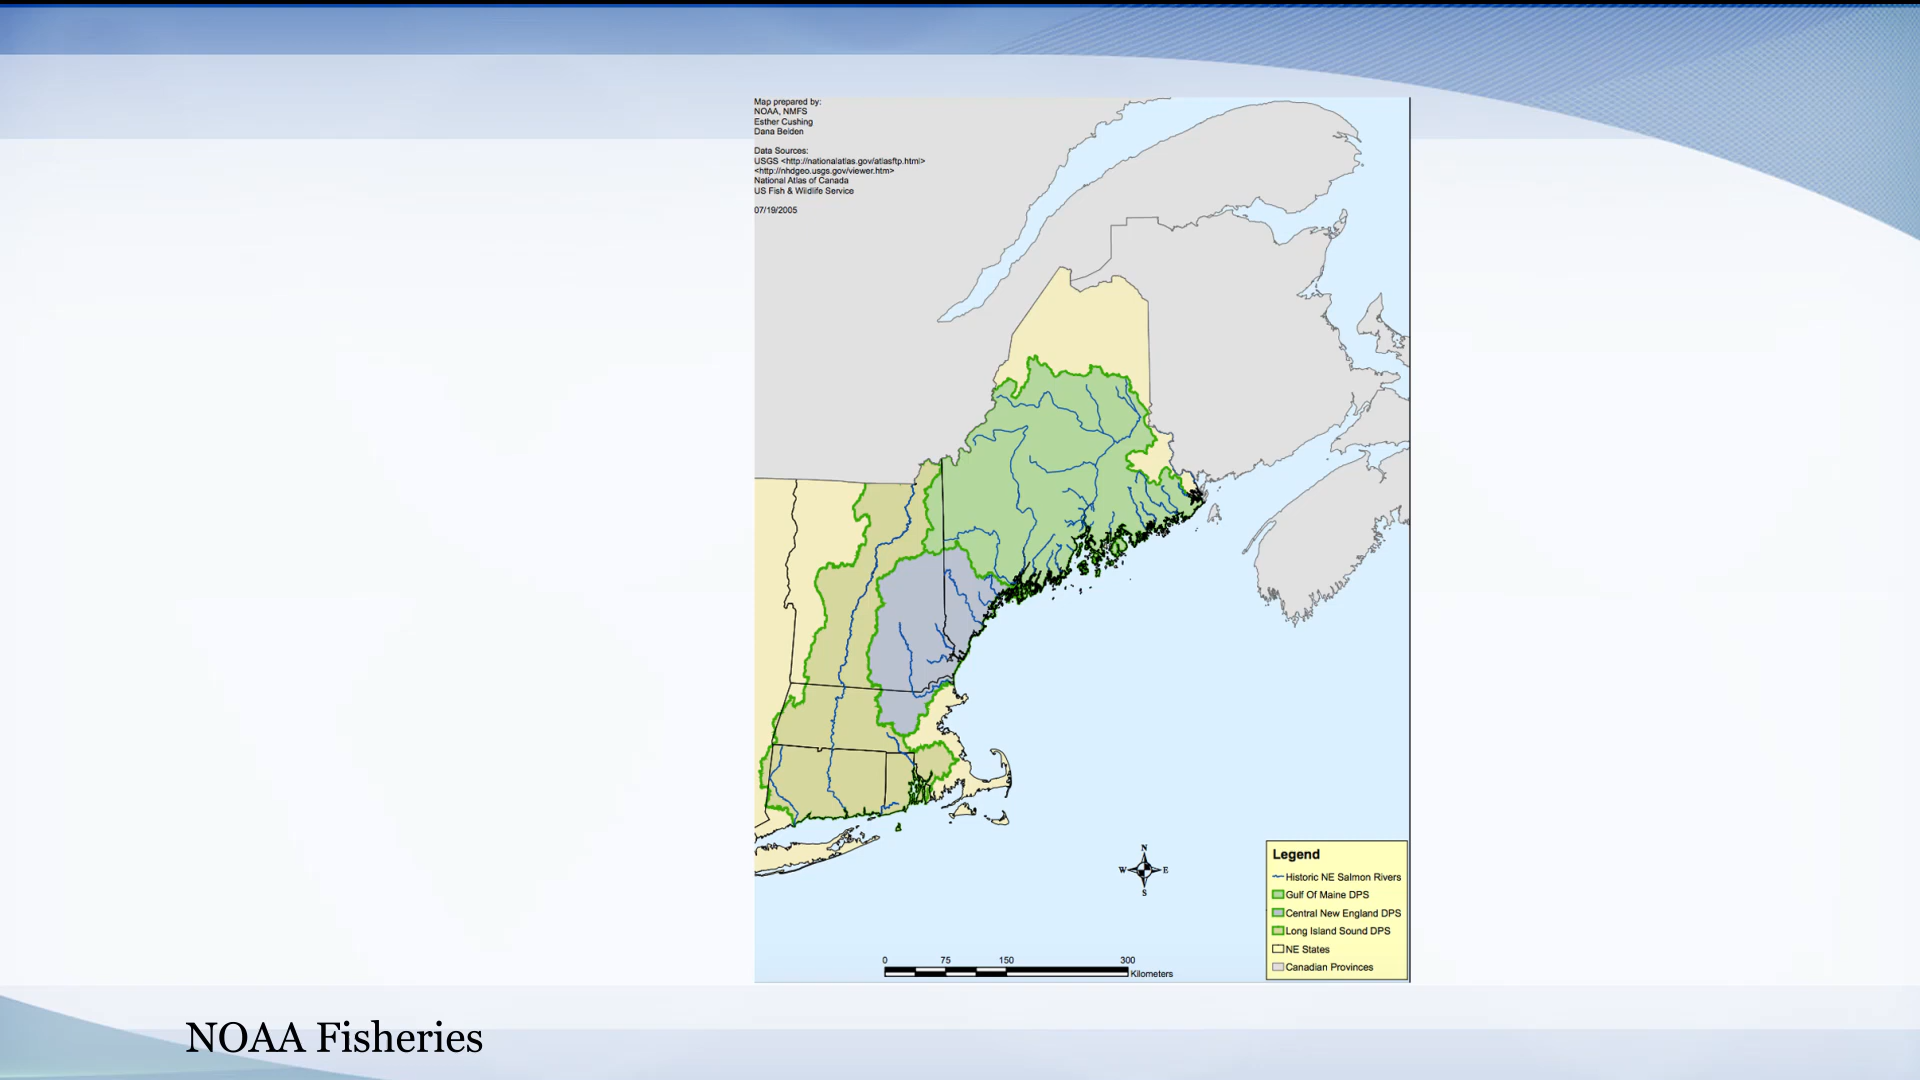 Map prepared by:
NOAA, NMFS
Esther Cushing
Dana Belden
Data Sources:
USGS <http://nationalatlas.gov/atlasftp.html>
<http://nhdgeo.usgs.gov/viewer.htm>
National Atlas of Canada
US Fish & Wildlife Service
07/19/2005
N
W E
S
Legend
Historic NE Salmon Rivers
Gulf Of Maine DPS
Central New England DPS
Long Island Sound DPS
NE States
Canadian Provinces
0 75 150 300
Kilometers
NOAA Fisheries